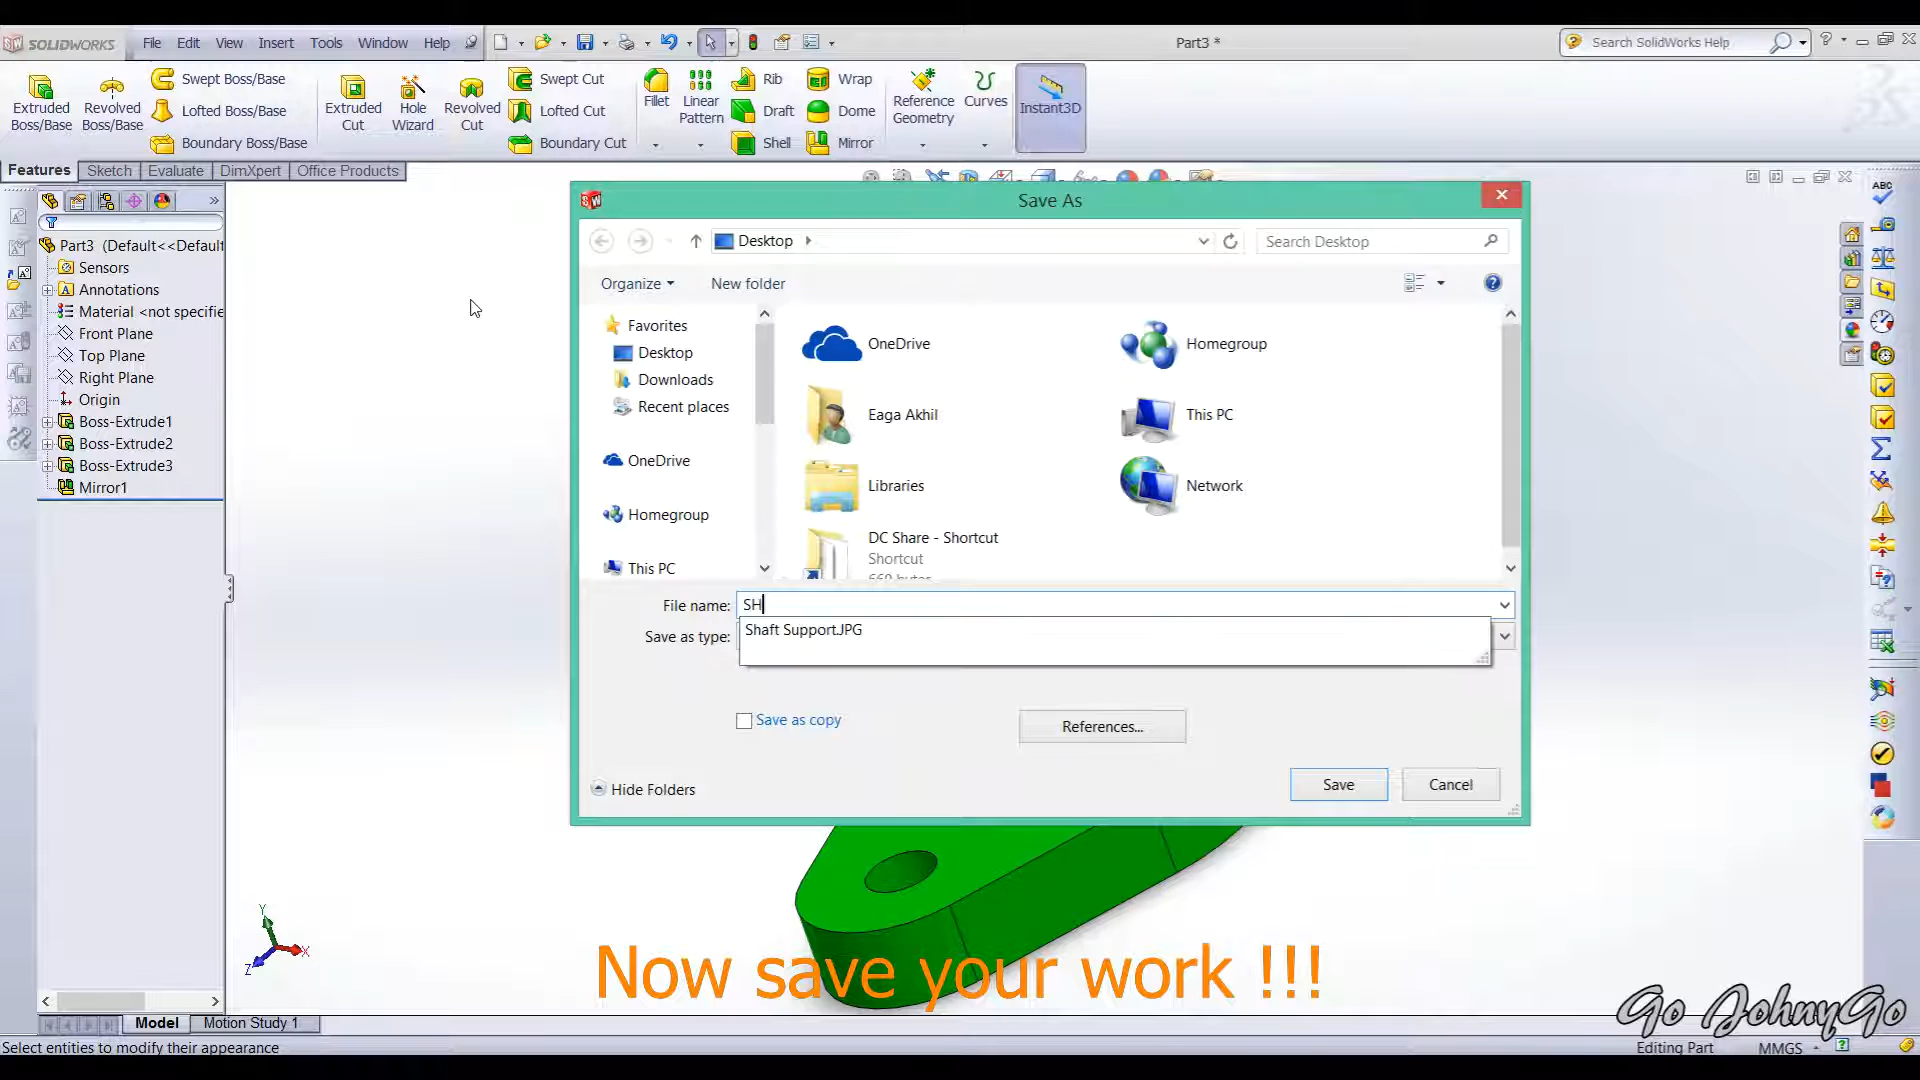 SOLIDWORKS File Edit View Insert Tools Window Help Part3 * Search SolidWorks Help
Extruded Boss/Base
Revolved Boss/Base
Swept Boss/Base
Lofted Boss/Base
Boundary Boss/Base
Extruded Cut
Hole Wizard
Revolved Cut
Swept Cut
Lofted Cut
Boundary Cut
Fillet
Linear Pattern
Rib
Draft
Shell
Wrap
Dome
Mirror
Reference Geometry
Curves
Instant3D
Features Sketch Evaluate DimXpert Office Products
Part3 (Default<<Default
Sensors
Annotations
Material <not specifie
Front Plane
Top Plane
Right Plane
Origin
Boss-Extrude1
Boss-Extrude2
Boss-Extrude3
Mirror1
Save As
Desktop
Search Desktop
Organize
New folder
Favorites
Desktop
Downloads
Recent places
OneDrive
Homegroup
This PC
OneDrive
Homegroup
Eaga Akhil
This PC
Libraries
Network
DC Share - Shortcut
Shortcut
File name: SH
Shaft Support.JPG
Save as type:
Save as copy
References...
Hide Folders
Save
Cancel
ABC
Y
X
Z
Now save your work !!!
Go JohnyGo
Model Motion Study 1
Select entities to modify their appearance
Editing Part MMGS